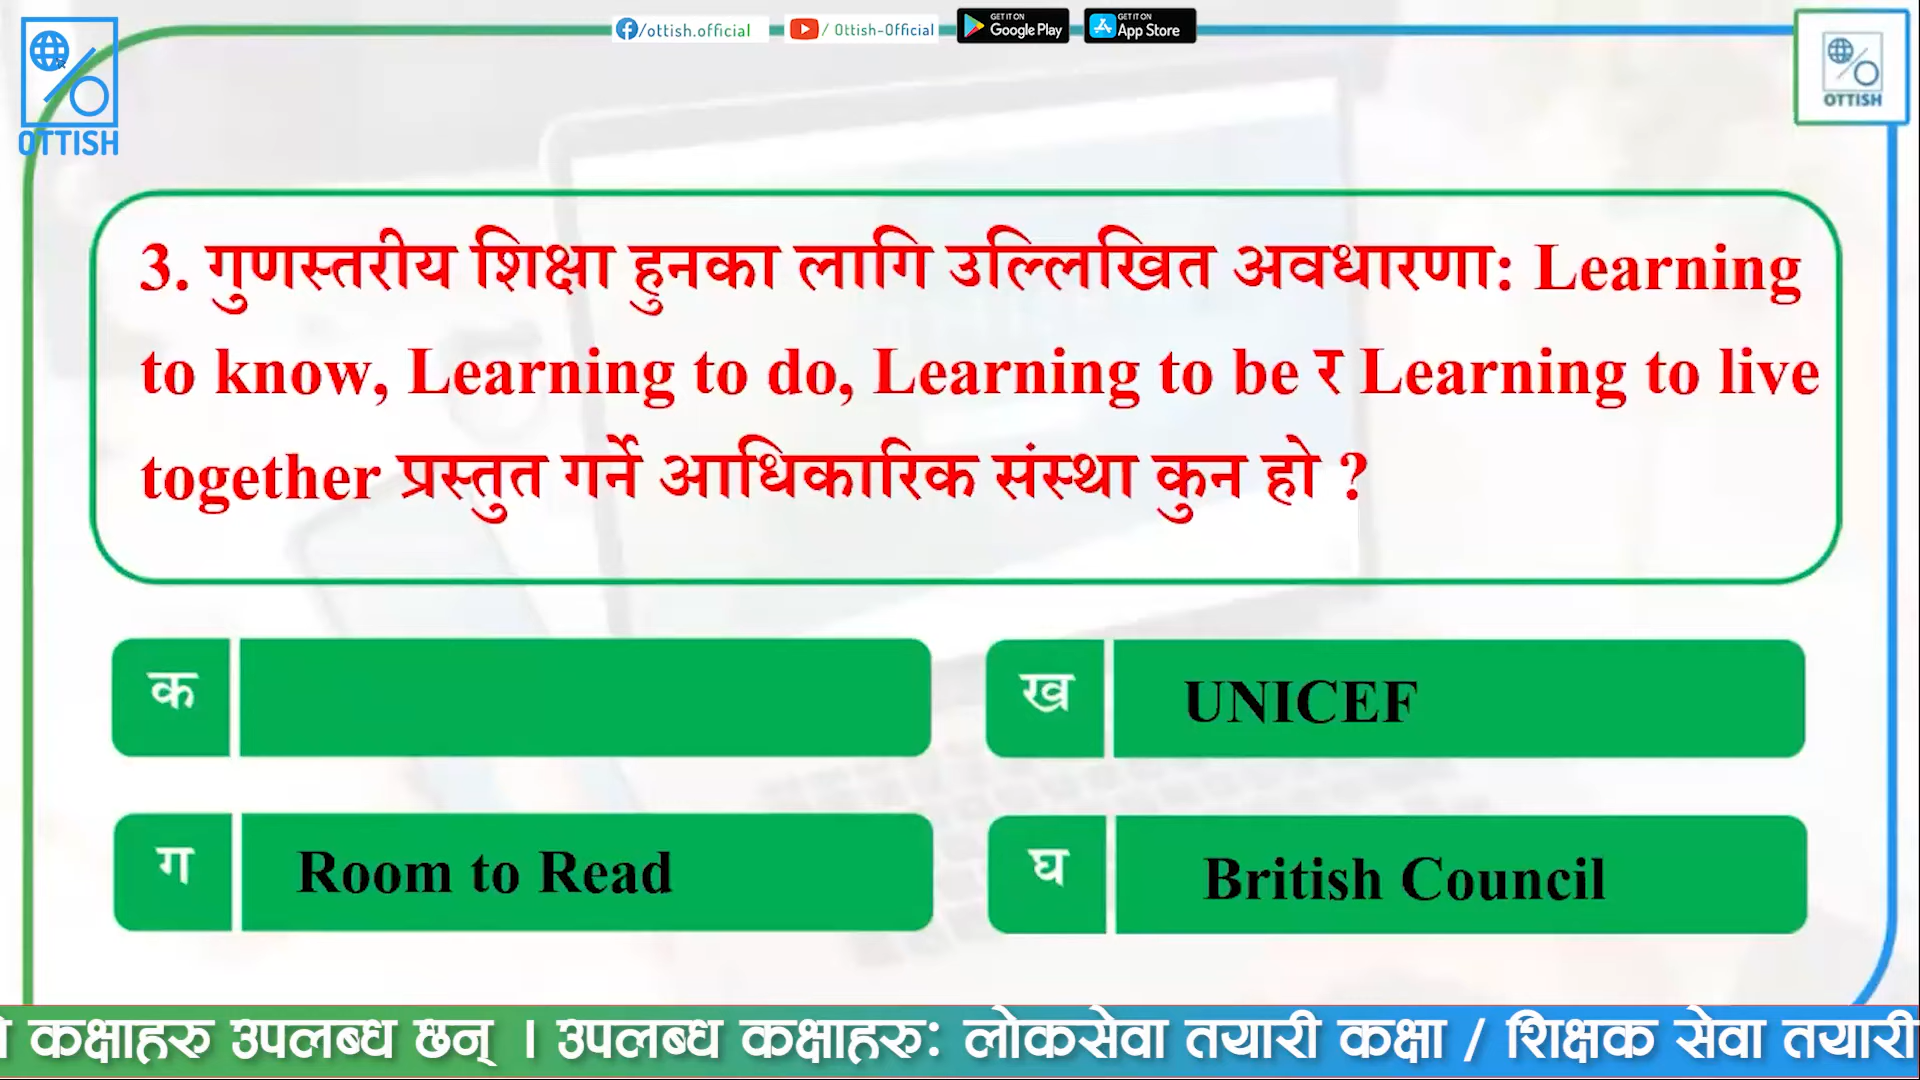 /ottish.official
/ Ottish-Official
GET IT ON
Google Play
GET IT ON
App Store
OTTISH
OTTISH
3. गुणस्तरीय शिक्षा हुनका लागि उल्लिखित अवधारणा: Learning
to know, Learning to do, Learning to be र Learning to live
together प्रस्तुत गर्ने आधिकारिक संस्था कुन हो ?
क
ख UNICEF
ग Room to Read
घ British Council
कक्षाहरु उपलब्ध छन् । उपलब्ध कक्षाहरु: लोकसेवा तयारी कक्षा / शिक्षक सेवा तयारी